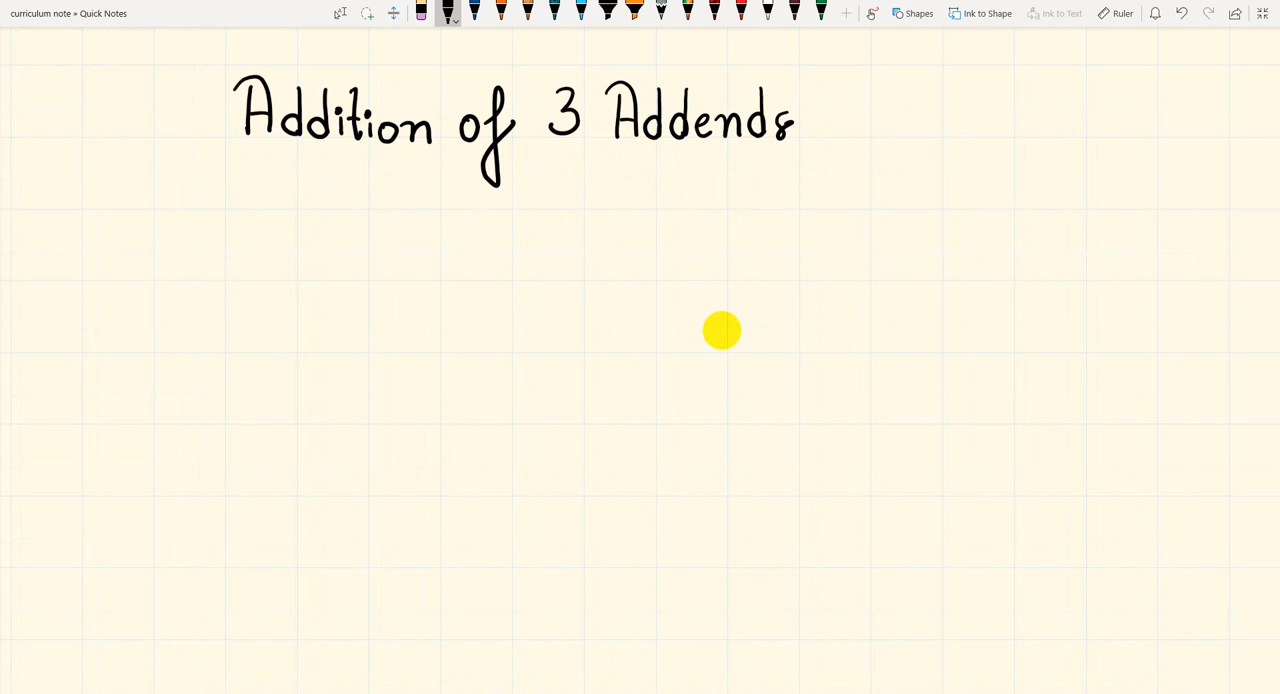 curriculum note » Quick Notes
Shapes
Ink to Shape
Ink to Text
Ruler
Addition of 3 Addends